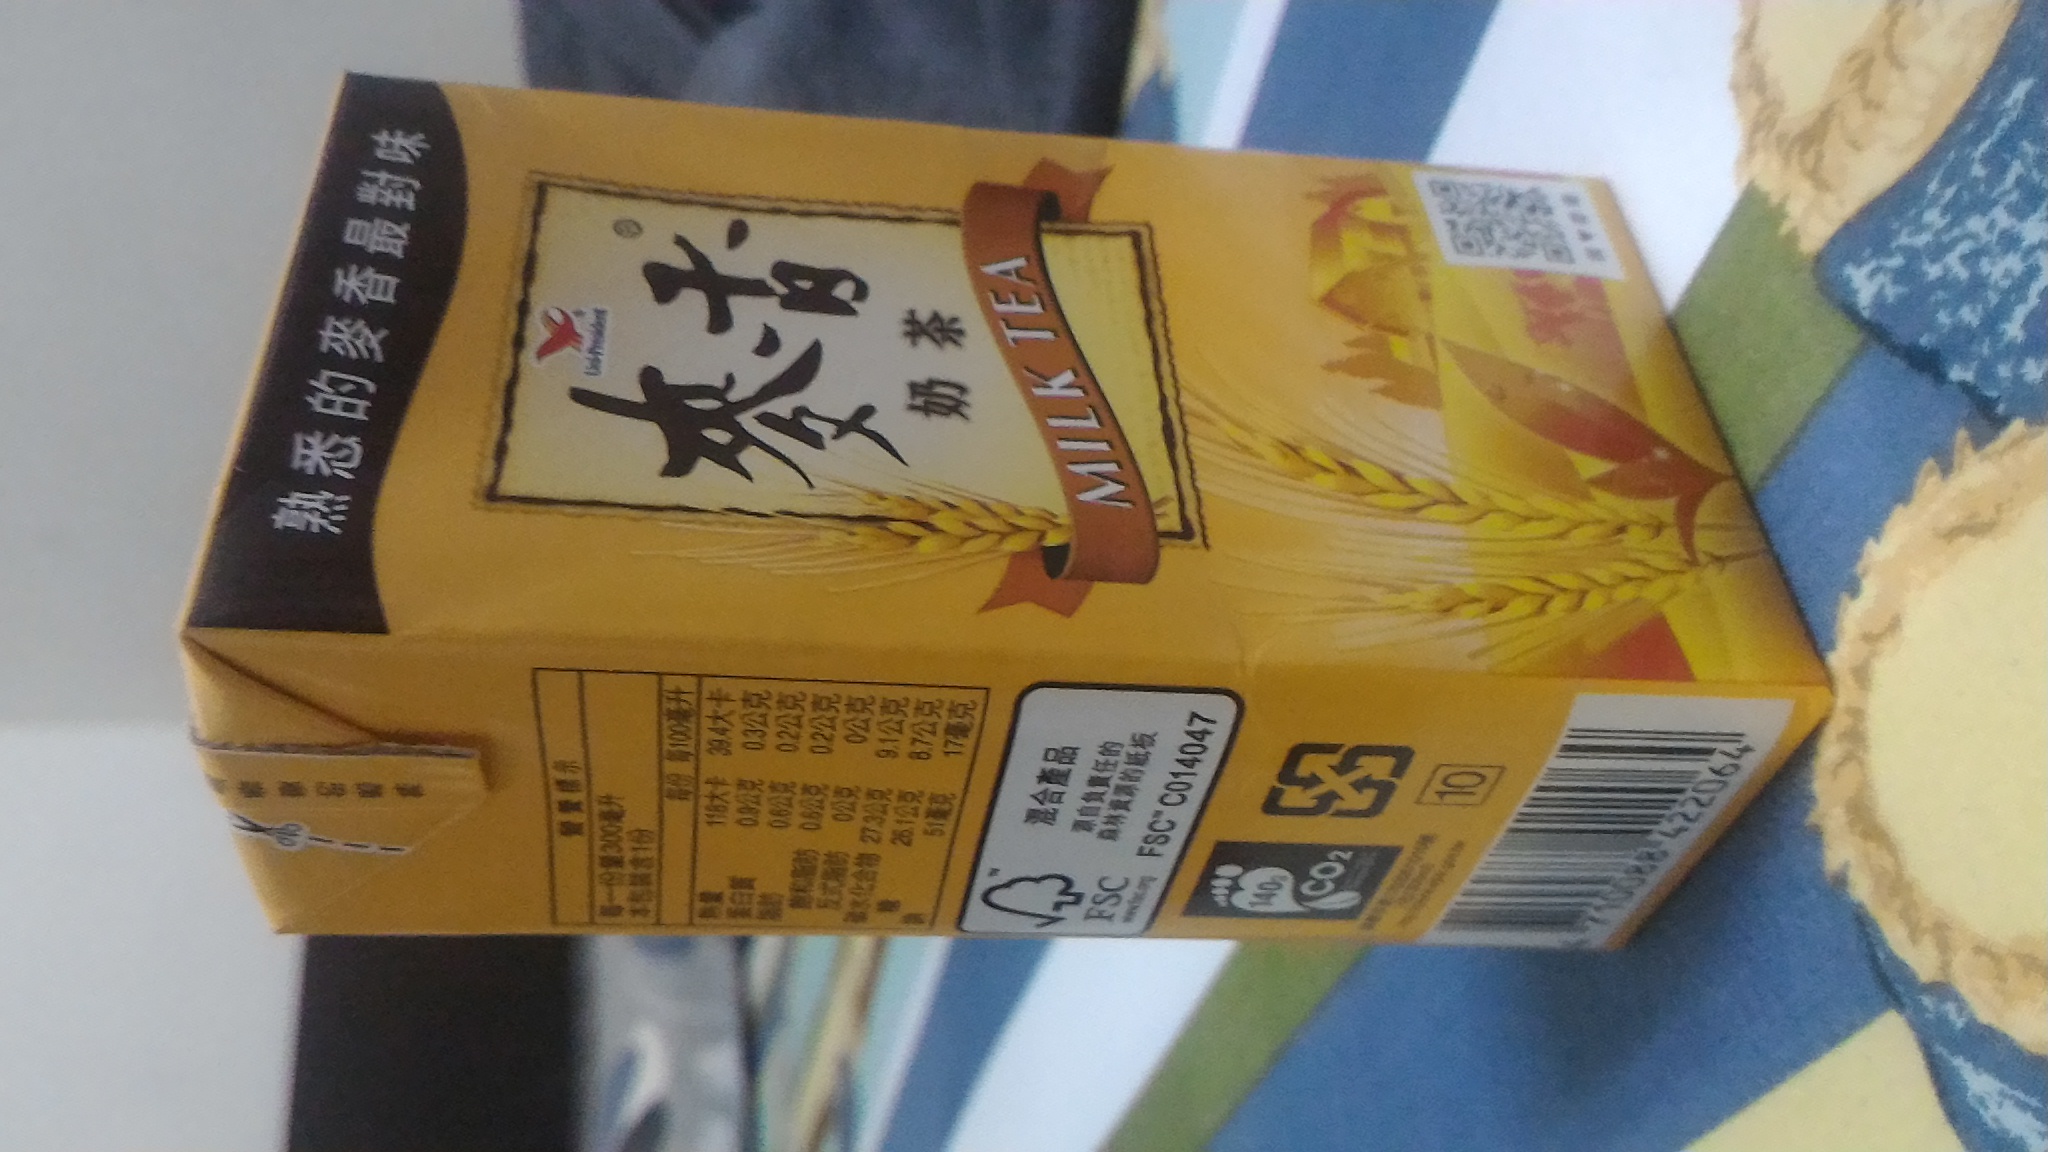 熟悉的麥香最對味
Uni-President
麥香
奶茶
MILK TEA
營養標示
每一份量300毫升
本包裝含1份
每份 每100毫升
熱量 118大卡 39.4大卡
蛋白質 0.9公克 0.3公克
脂肪 0.6公克 0.2公克
飽和脂肪 0.6公克 0.2公克
反式脂肪 0公克 0公克
碳水化合物 27.3公克 9.1公克
糖 26.1公克 8.7公克
鈉 51毫克 17毫克
FSC
www.fsc.org
混合產品
源自負責任的
森林資源的紙板
FSC™ C014047
140g
CO2
10
710088 422064